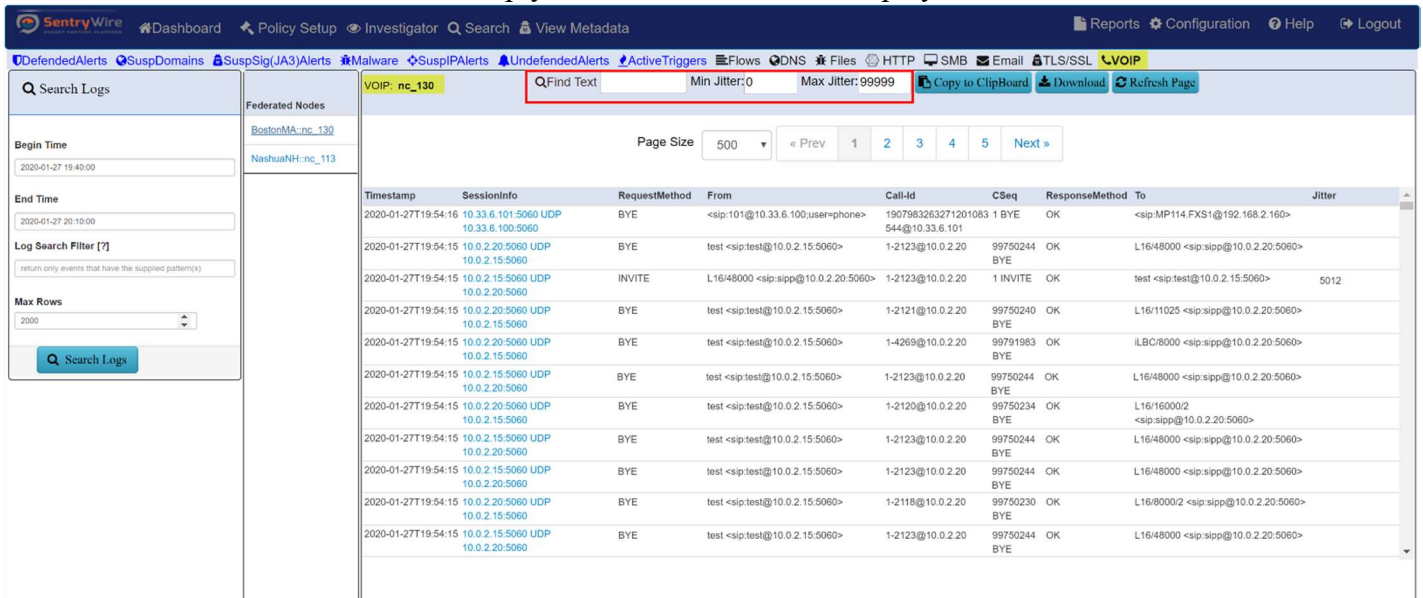 SentryWire Dashboard Policy Setup Investigator Search View Metadata Reports Configuration Help Logout
PACKET CAPTURE PLATFORM
DefendedAlerts SuspDomains SuspSig(JA3)Alerts Malware SuspIPAlerts UndefendedAlerts ActiveTriggers Flows DNS Files HTTP SMB Email TLS/SSL VOIP
Search Logs
Begin Time
2020-01-27 19:40:00
End Time
2020-01-27 20:10:00
Log Search Filter [?]
return only events that have the supplied pattern(s)
Max Rows
2000
Search Logs
Federated Nodes
BostonMA::nc_130
NashuaNH::nc_113
VOIP: nc_130 Find Text Min Jitter: 0 Max Jitter: 99999 Copy to ClipBoard Download Refresh Page
Page Size 500 « Prev 1 2 3 4 5 Next »
Timestamp SessionInfo RequestMethod From Call-Id CSeq ResponseMethod To Jitter
2020-01-27T19:54:16 10.33.6.101:5060 UDP BYE <sip:101@10.33.6.100;user=phone> 1907983263271201083 1 BYE OK <sip:MP114.FXS1@192.168.2.160>
10.33.6.100:5060 544@10.33.6.101
2020-01-27T19:54:15 10.0.2.20:5060 UDP BYE test <sip:test@10.0.2.15:5060> 1-2123@10.0.2.20 99750244 OK L16/48000 <sip:sipp@10.0.2.20:5060>
10.0.2.15:5060 BYE
2020-01-27T19:54:15 10.0.2.15:5060 UDP INVITE L16/48000 <sip:sipp@10.0.2.20:5060> 1-2123@10.0.2.20 1 INVITE OK test <sip:test@10.0.2.15:5060> 5012
10.0.2.20:5060
2020-01-27T19:54:15 10.0.2.20:5060 UDP BYE test <sip:test@10.0.2.15:5060> 1-2121@10.0.2.20 99750240 OK L16/11025 <sip:sipp@10.0.2.20:5060>
10.0.2.15:5060 BYE
2020-01-27T19:54:15 10.0.2.20:5060 UDP BYE test <sip:test@10.0.2.15:5060> 1-4269@10.0.2.20 99791983 OK iLBC/8000 <sip:sipp@10.0.2.20:5060>
10.0.2.15:5060 BYE
2020-01-27T19:54:15 10.0.2.15:5060 UDP BYE test <sip:test@10.0.2.15:5060> 1-2123@10.0.2.20 99750244 OK L16/48000 <sip:sipp@10.0.2.20:5060>
10.0.2.20:5060 BYE
2020-01-27T19:54:15 10.0.2.20:5060 UDP BYE test <sip:test@10.0.2.15:5060> 1-2120@10.0.2.20 99750234 OK L16/16000/2
10.0.2.15:5060 BYE <sip:sipp@10.0.2.20:5060>
2020-01-27T19:54:15 10.0.2.15:5060 UDP BYE test <sip:test@10.0.2.15:5060> 1-2123@10.0.2.20 99750244 OK L16/48000 <sip:sipp@10.0.2.20:5060>
10.0.2.20:5060 BYE
2020-01-27T19:54:15 10.0.2.15:5060 UDP BYE test <sip:test@10.0.2.15:5060> 1-2123@10.0.2.20 99750244 OK L16/48000 <sip:sipp@10.0.2.20:5060>
10.0.2.20:5060 BYE
2020-01-27T19:54:15 10.0.2.20:5060 UDP BYE test <sip:test@10.0.2.15:5060> 1-2118@10.0.2.20 99750230 OK L16/8000/2 <sip:sipp@10.0.2.20:5060>
10.0.2.15:5060 BYE
2020-01-27T19:54:15 10.0.2.15:5060 UDP BYE test <sip:test@10.0.2.15:5060> 1-2123@10.0.2.20 99750244 OK L16/48000 <sip:sipp@10.0.2.20:5060>
10.0.2.20:5060 BYE